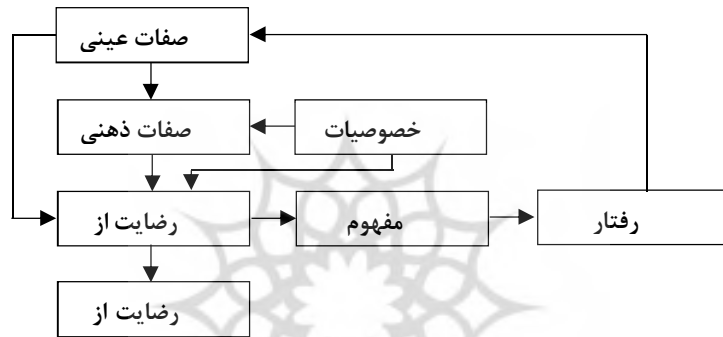 صفات عینی
صفات ذهنی
خصوصیات
رضایت از
مفهوم
رفتار
رضایت از